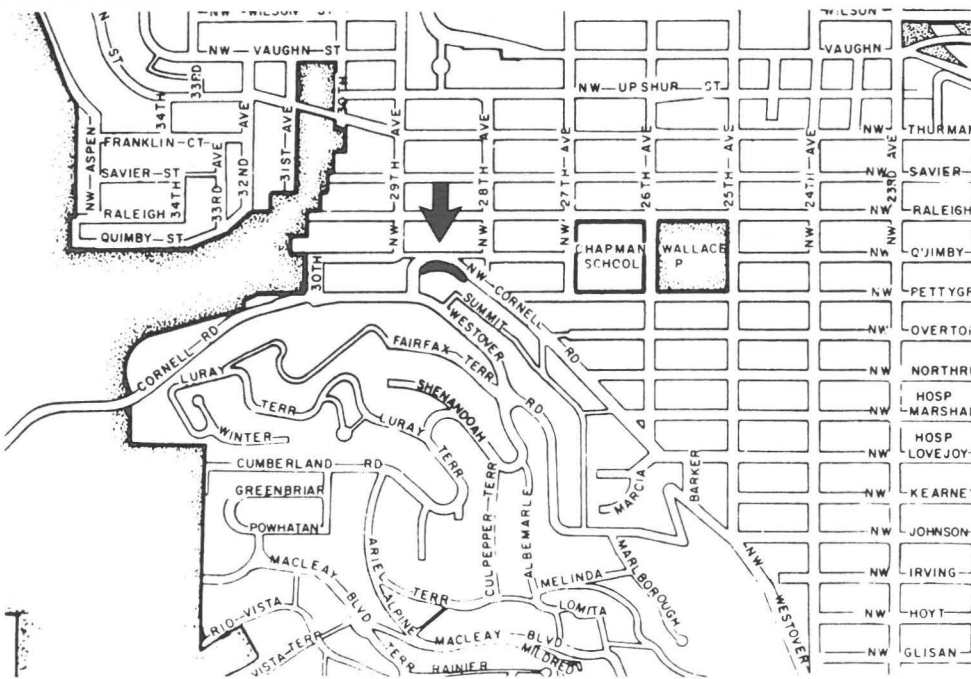 NW WILSON ST
WILSON
NW VAUGHN ST
VAUGHN
N
ST
33RD
34TH
30TH
NW UPSHUR ST
NW ASPEN
FRANKLIN CT
SAVIER ST
34TH
33RD AVE
32ND AVE
31ST AVE
RALEIGH
QUIMBY ST
NW 29TH AVE
NW 28TH AVE
NW 27TH AVE
NW 26TH AVE
NW 25TH AVE
NW 24TH AVE
NW 23RD AVE
NW THURMAN
NW SAVIER
NW RALEIGH
NW QUIMBY
CHAPMAN
SCHOOL
WALLACE
P
30TH
NW CORNELL RD
NW PETTYGR
SUMMIT
WESTOVER RD
NW OVERTO
FAIRFAX TERR
CORNELL RD
NW NORTHRU
LURAY TERR
SHENANDOAH
HOSP
NW MARSHAL
LURAY TERR
WINTER
HOSP
NW LOVEJOY
CUMBERLAND RD
MARCIA
BARKER
GREENBRIAR
NW KEARNE
POWHATAN
CULPEPPER TERR
ALBEMARLE
NW JOHNSON
ARIEL TERR
MACLEAY BLVD
MELINDA
MARLBOROUGH
NW IRVING
NW WESTOVER
ALPINE TERR
LOMITA
RIO VISTA
NW HOYT
MACLEAY BLVD
MILDRED
VISTA TERR
NW GLISAN
RAINIER